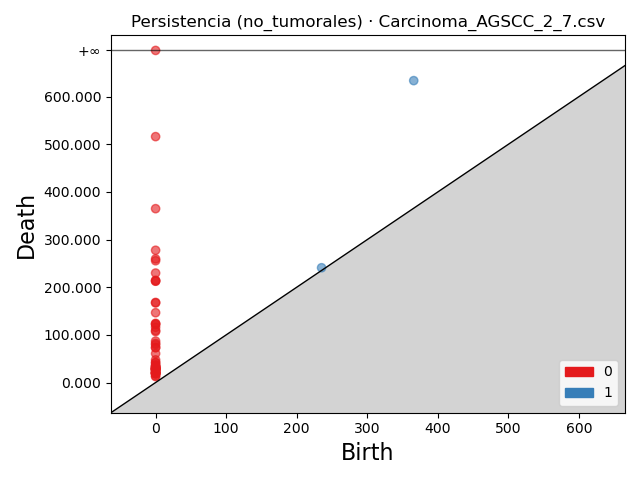 Persistencia (no_tumorales) · Carcinoma_AGSCC_2_7.csv
+∞
600.000
500.000
400.000
300.000
200.000
100.000
0.000
Death
0 100 200 300 400 500 600
Birth
0
1